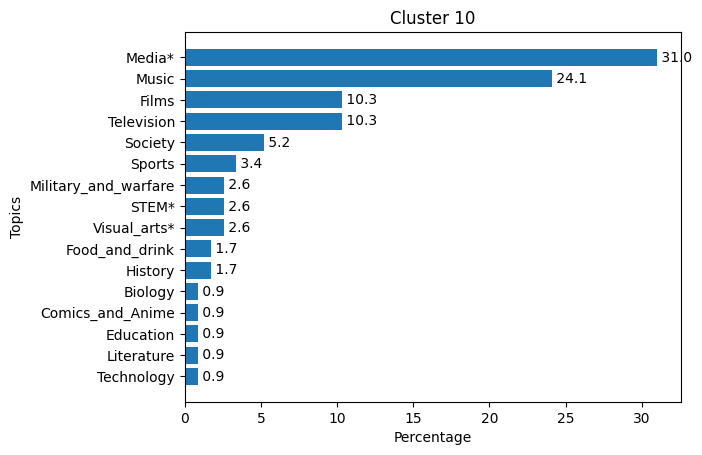 Cluster 10
Topics
Media* 31.0
Music 24.1
Films 10.3
Television 10.3
Society 5.2
Sports 3.4
Military_and_warfare 2.6
STEM* 2.6
Visual_arts* 2.6
Food_and_drink 1.7
History 1.7
Biology 0.9
Comics_and_Anime 0.9
Education 0.9
Literature 0.9
Technology 0.9
0 5 10 15 20 25 30
Percentage